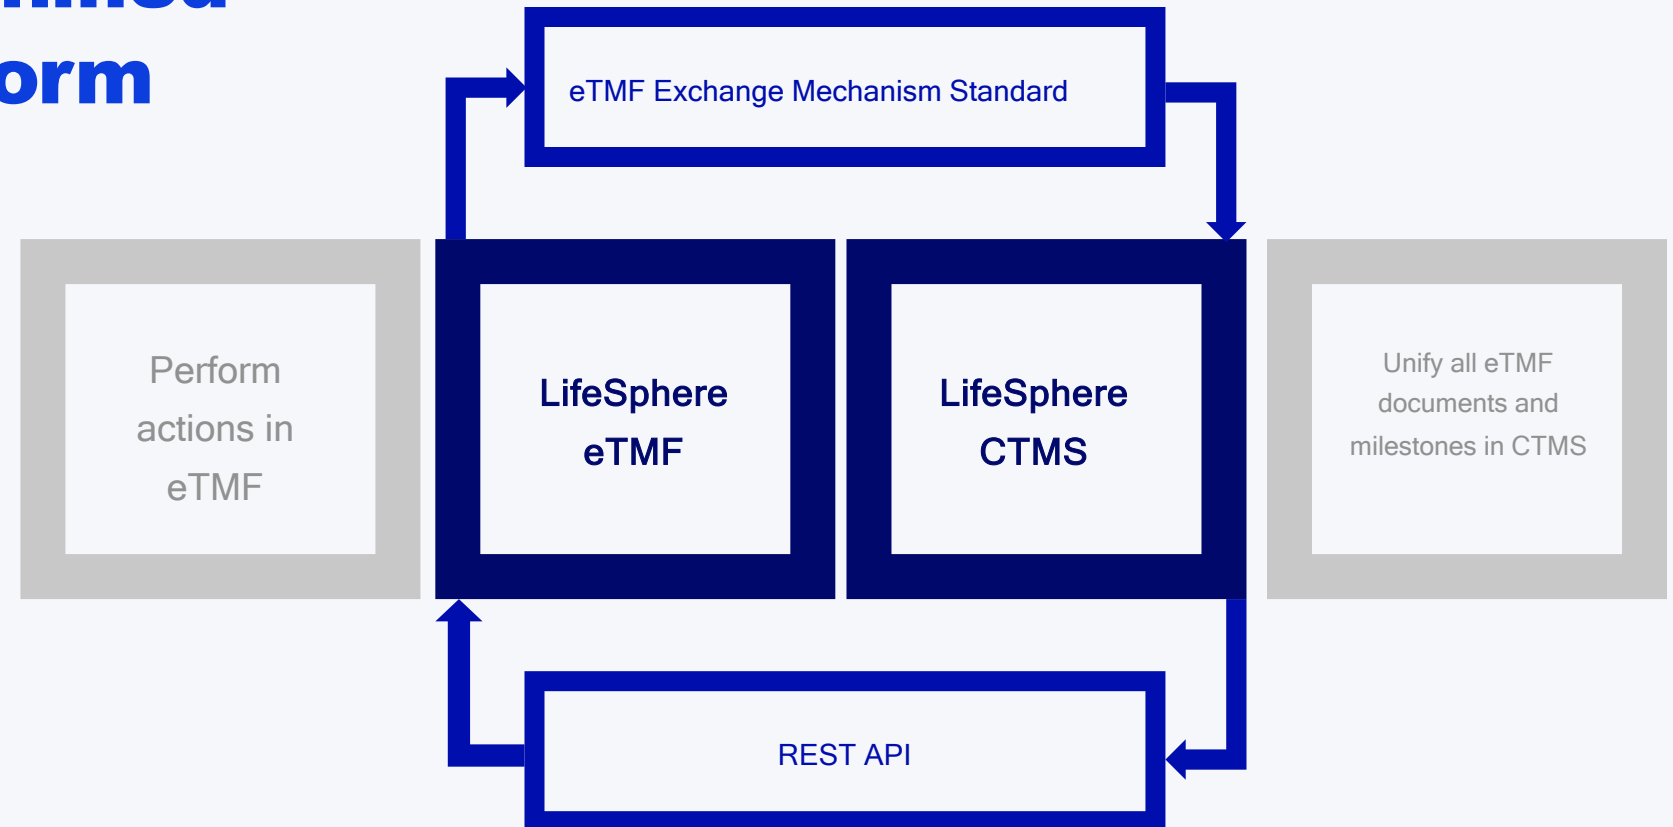 orm
eTMF Exchange Mechanism Standard
Perform
actions in
eTMF
LifeSphere
eTMF
LifeSphere
CTMS
Unify all eTMF
documents and
milestones in CTMS
REST API